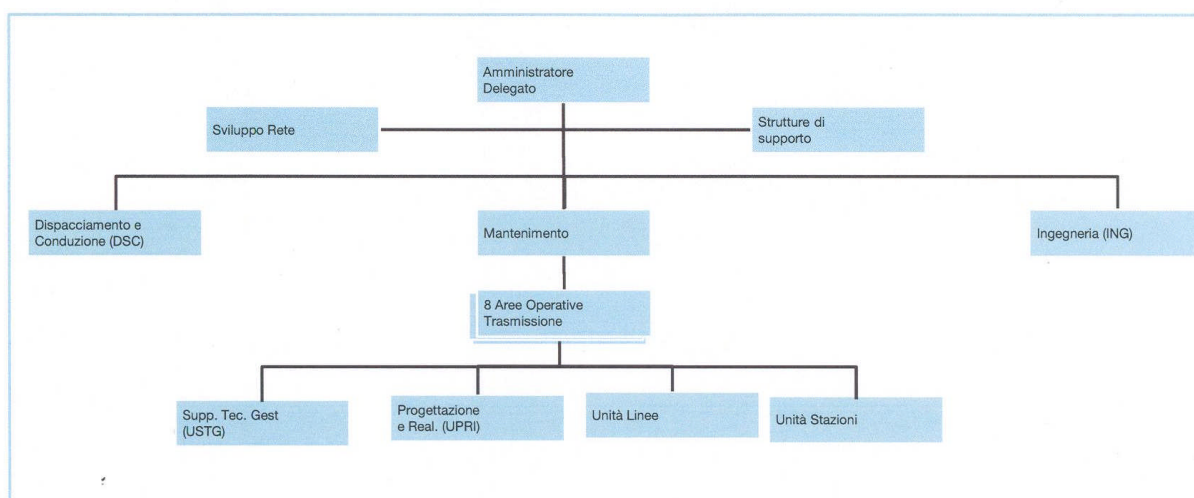 Amministratore
Delegato
Sviluppo Rete
Strutture di
supporto
Dispacciamento e
Conduzione (DSC)
Mantenimento
Ingegneria (ING)
8 Aree Operative
Trasmissione
Supp. Tec. Gest
(USTG)
Progettazione
e Real. (UPRI)
Unità Linee
Unità Stazioni